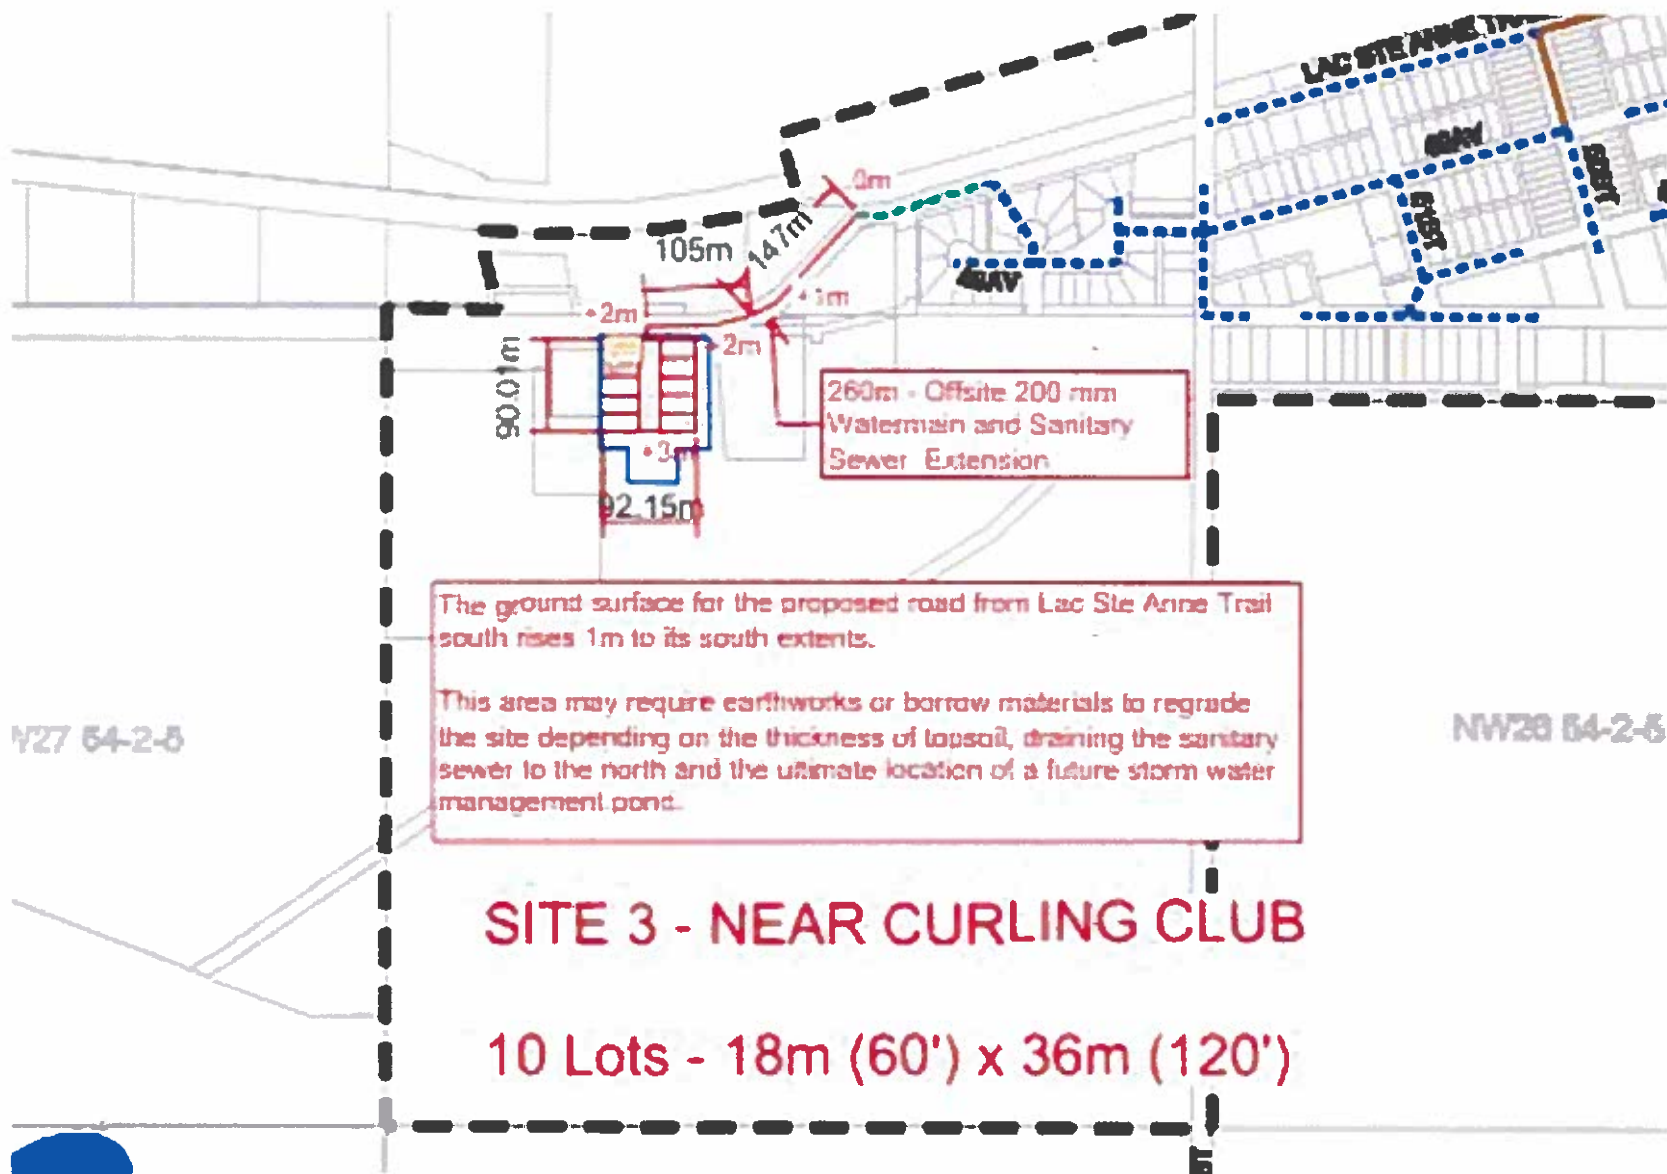 LAC STE ANNE
0m
105m
147m
-1m
2m
2m
90.01m
260m - Offsite 200 mm
Watermain and Sanitary
Sewer Extension
92.15m
The ground surface for the proposed road from Lac Ste Anne Trail
south rises 1m to its south extents.
This area may require earthworks or borrow materials to regrade
the site depending on the thickness of topsoil, draining the sanitary
sewer to the north and the ultimate location of a future storm water
management pond.
54-2-5
NW26 54-2-5
SITE 3 - NEAR CURLING CLUB
10 Lots - 18m (60') x 36m (120')